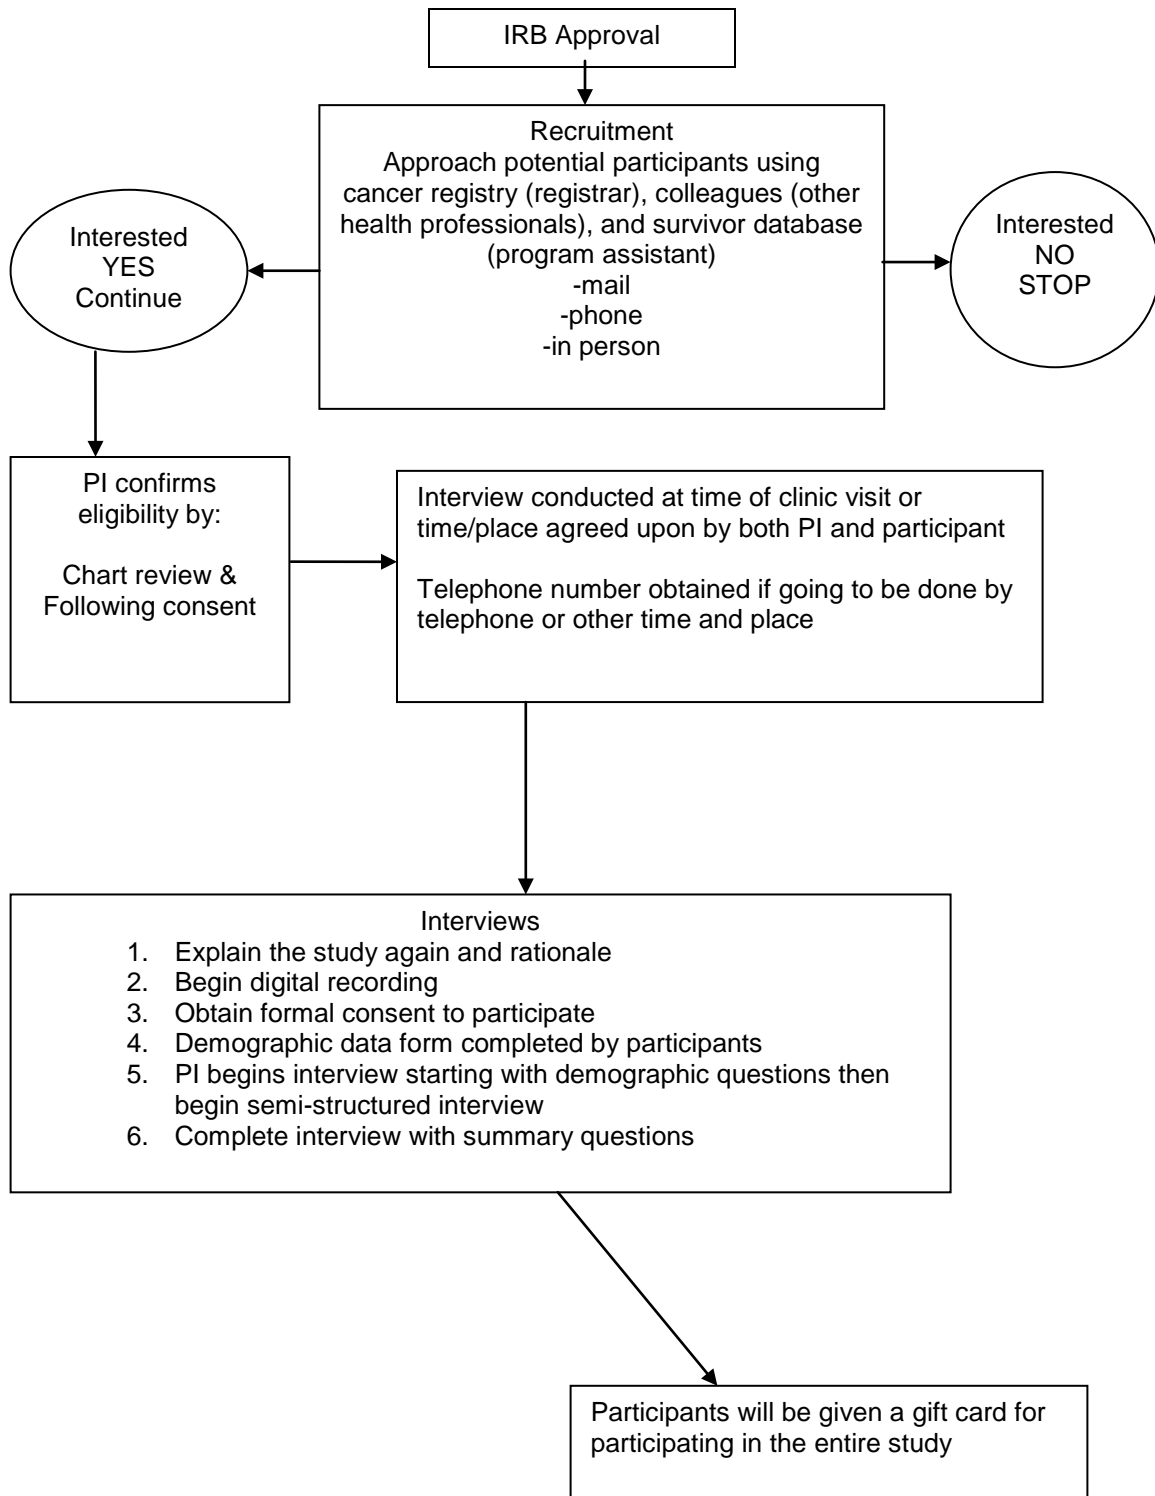 IRB Approval
Recruitment
Approach potential participants using
cancer registry (registrar), colleagues (other
health professionals), and survivor database
(program assistant)
-mail
-phone
-in person
Interested
YES
Continue
Interested
NO
STOP
PI confirms
eligibility by:
Chart review &
Following consent
Interview conducted at time of clinic visit or
time/place agreed upon by both PI and participant
Telephone number obtained if going to be done by
telephone or other time and place
Interviews
1. Explain the study again and rationale
2. Begin digital recording
3. Obtain formal consent to participate
4. Demographic data form completed by participants
5. PI begins interview starting with demographic questions then
begin semi-structured interview
6. Complete interview with summary questions
Participants will be given a gift card for
participating in the entire study